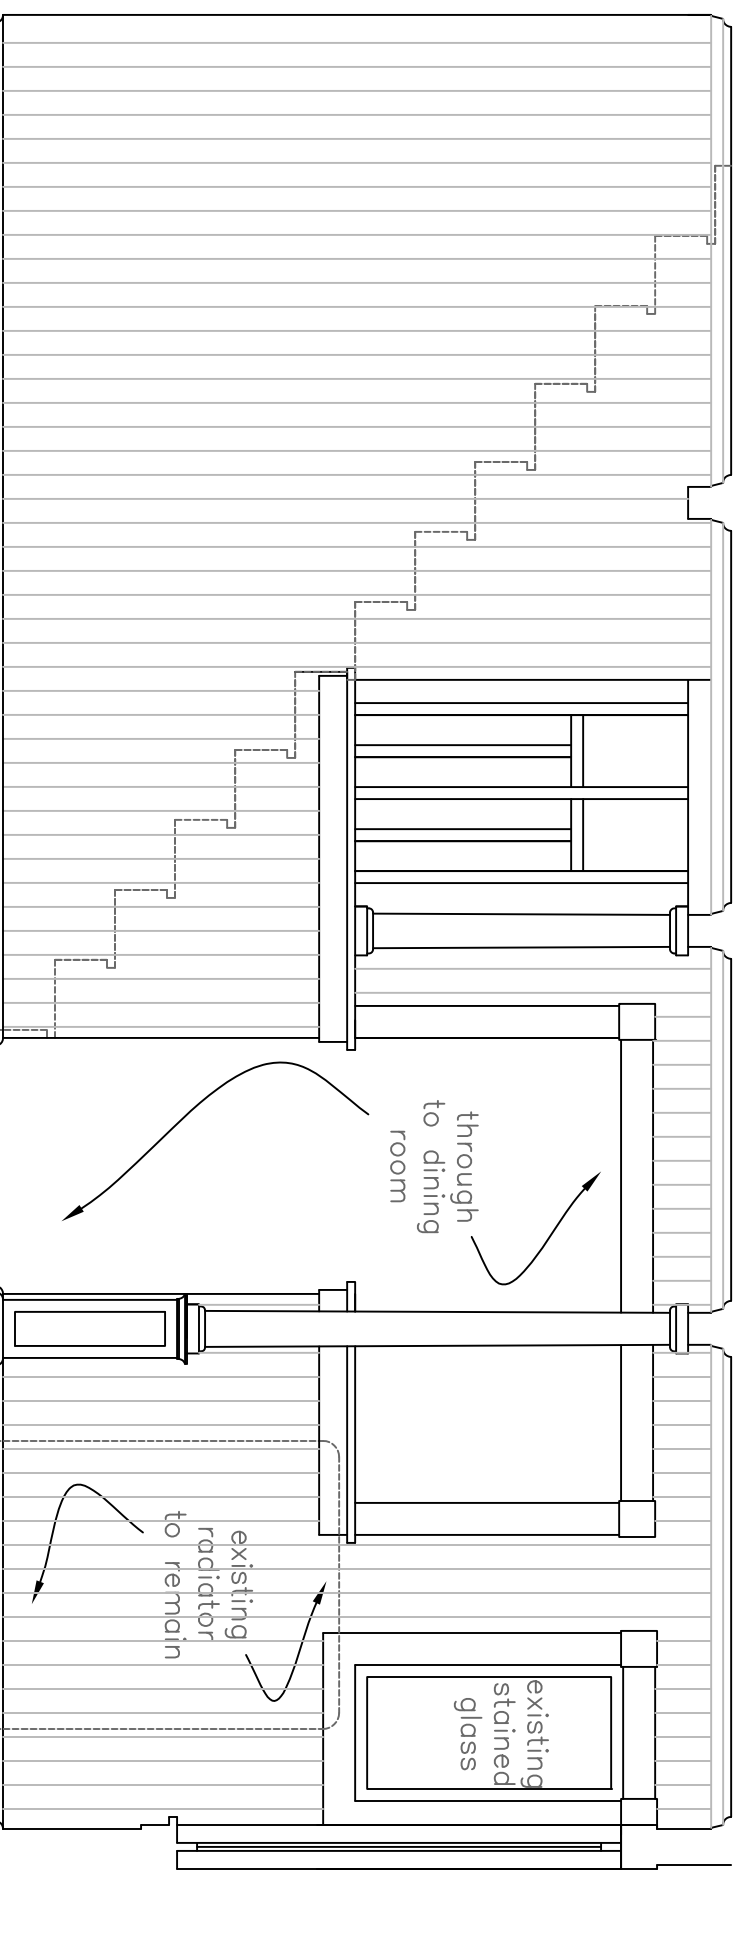 through
to dining
room
existing
radiator
to remain
existing
stained
glass